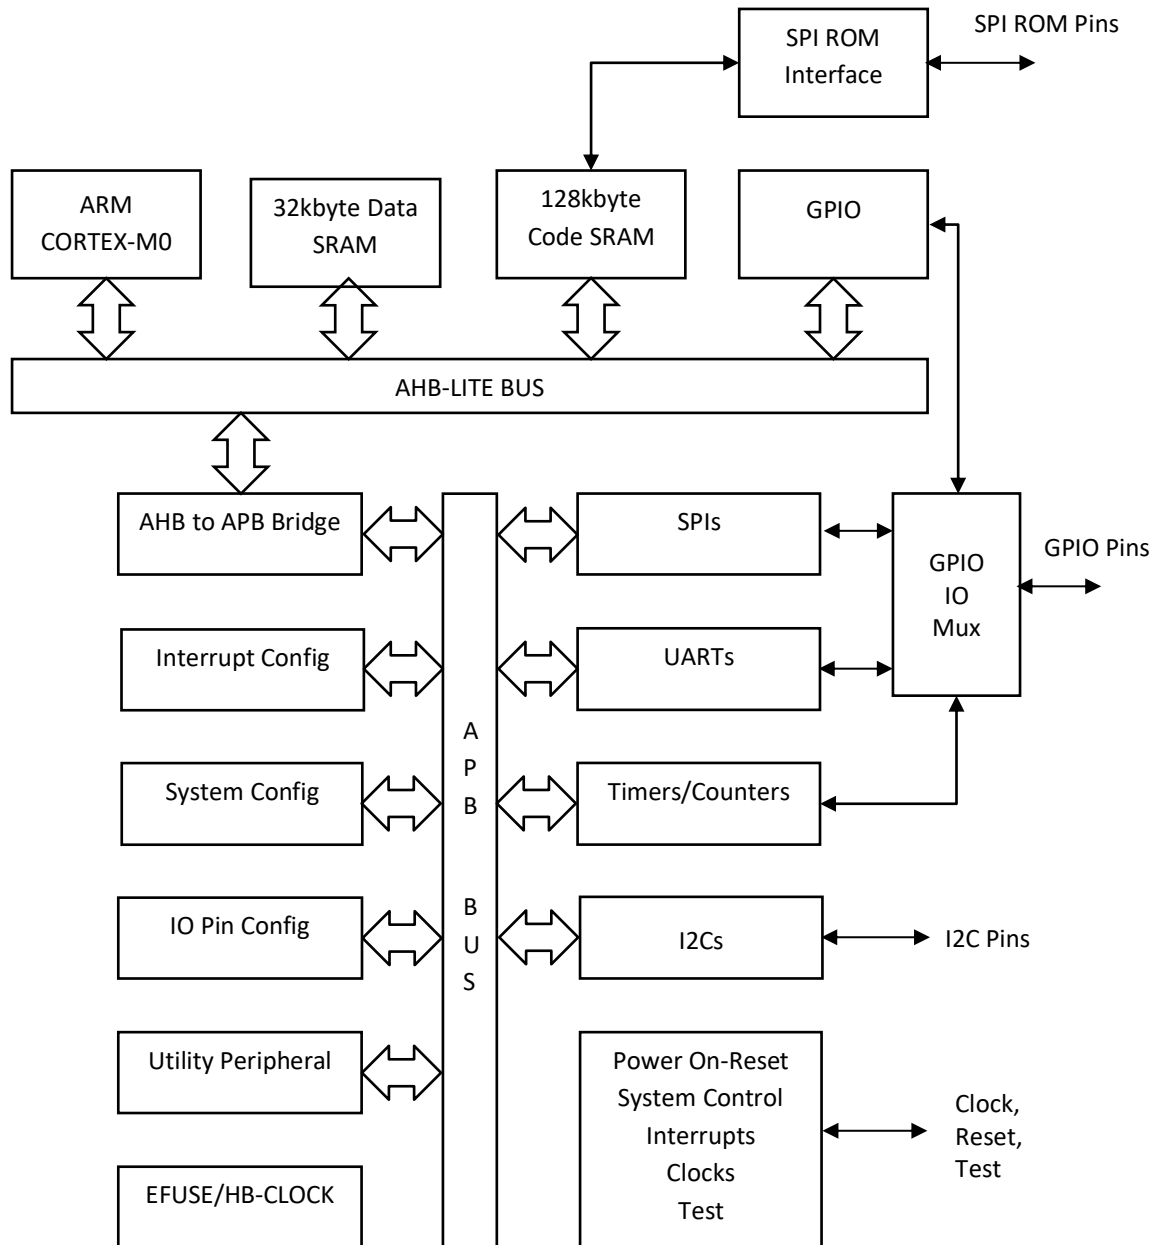 SPI ROM
Interface
SPI ROM Pins
ARM
CORTEX-M0
32kbyte Data
SRAM
128kbyte
Code SRAM
GPIO
AHB-LITE BUS
AHB to APB Bridge
SPIs
GPIO
IO
Mux
GPIO Pins
Interrupt Config
UARTs
A
P
B
B
U
S
System Config
Timers/Counters
IO Pin Config
I2Cs
I2C Pins
Utility Peripheral
Power On-Reset
System Control
Interrupts
Clocks
Test
Clock,
Reset,
Test
EFUSE/HB-CLOCK